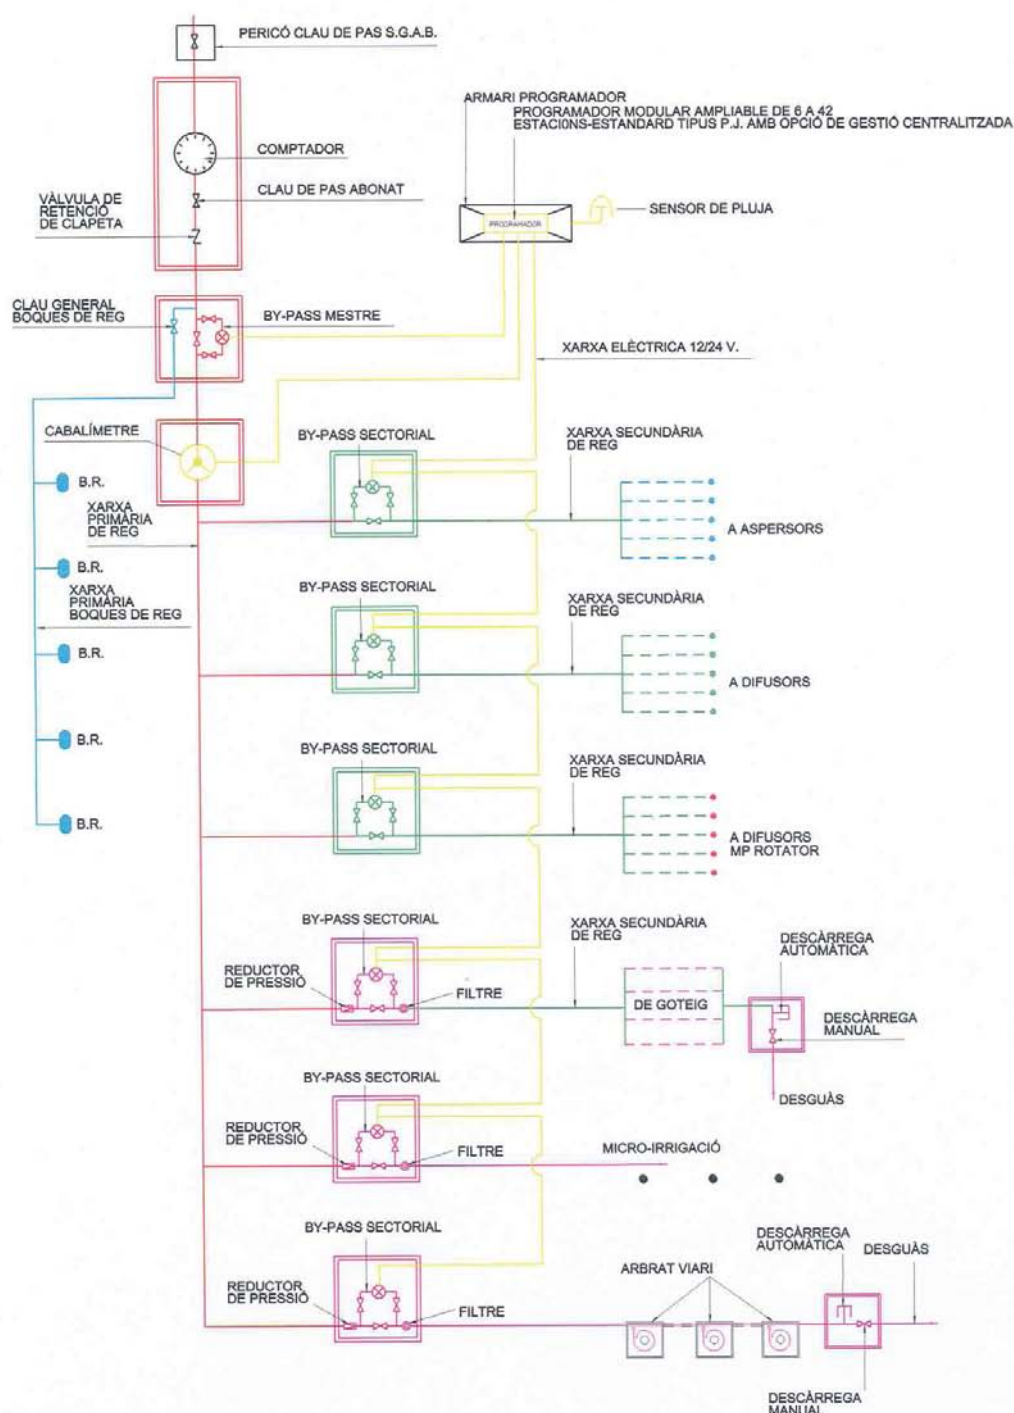 PERICÓ CLAU DE PAS S.G.A.B.
ARMARI PROGRAMADOR
PROGRAMADOR MODULAR AMPLIABLE DE 6 A 42
ESTACIONS-ESTANDARD TIPUS P.J. AMB OPCIÓ DE GESTIÓ CENTRALITZADA
COMPTADOR
CLAU DE PAS ABONAT
VÀLVULA DE
RETENCIÓ
DE CLAPETA
PROGRAMADOR
SENSOR DE PLUJA
CLAU GENERAL
BOQUES DE REG
BY-PASS MESTRE
XARXA ELÈCTRICA 12/24 V.
CABALÍMETRE
BY-PASS SECTORIAL
XARXA SECUNDÀRIA
DE REG
B.R.
XARXA
PRIMÀRIA
DE REG
A ASPERSORS
B.R.
XARXA
PRIMÀRIA
BOQUES DE REG
BY-PASS SECTORIAL
XARXA SECUNDÀRIA
DE REG
B.R.
A DIFUSORS
B.R.
BY-PASS SECTORIAL
XARXA SECUNDÀRIA
DE REG
B.R.
A DIFUSORS
MP ROTATOR
BY-PASS SECTORIAL
XARXA SECUNDÀRIA
DE REG
DESCÀRREGA
AUTOMÀTICA
REDUCTOR
DE PRESSIÓ
FILTRE
DE GOTEIG
DESCÀRREGA
MANUAL
DESGUÀS
BY-PASS SECTORIAL
REDUCTOR
DE PRESSIÓ
FILTRE
MICRO-IRRIGACIÓ
BY-PASS SECTORIAL
DESCÀRREGA
AUTOMÀTICA
DESGUÀS
REDUCTOR
DE PRESSIÓ
FILTRE
ARBRAT VIARI
DESCÀRREGA
MANUAL